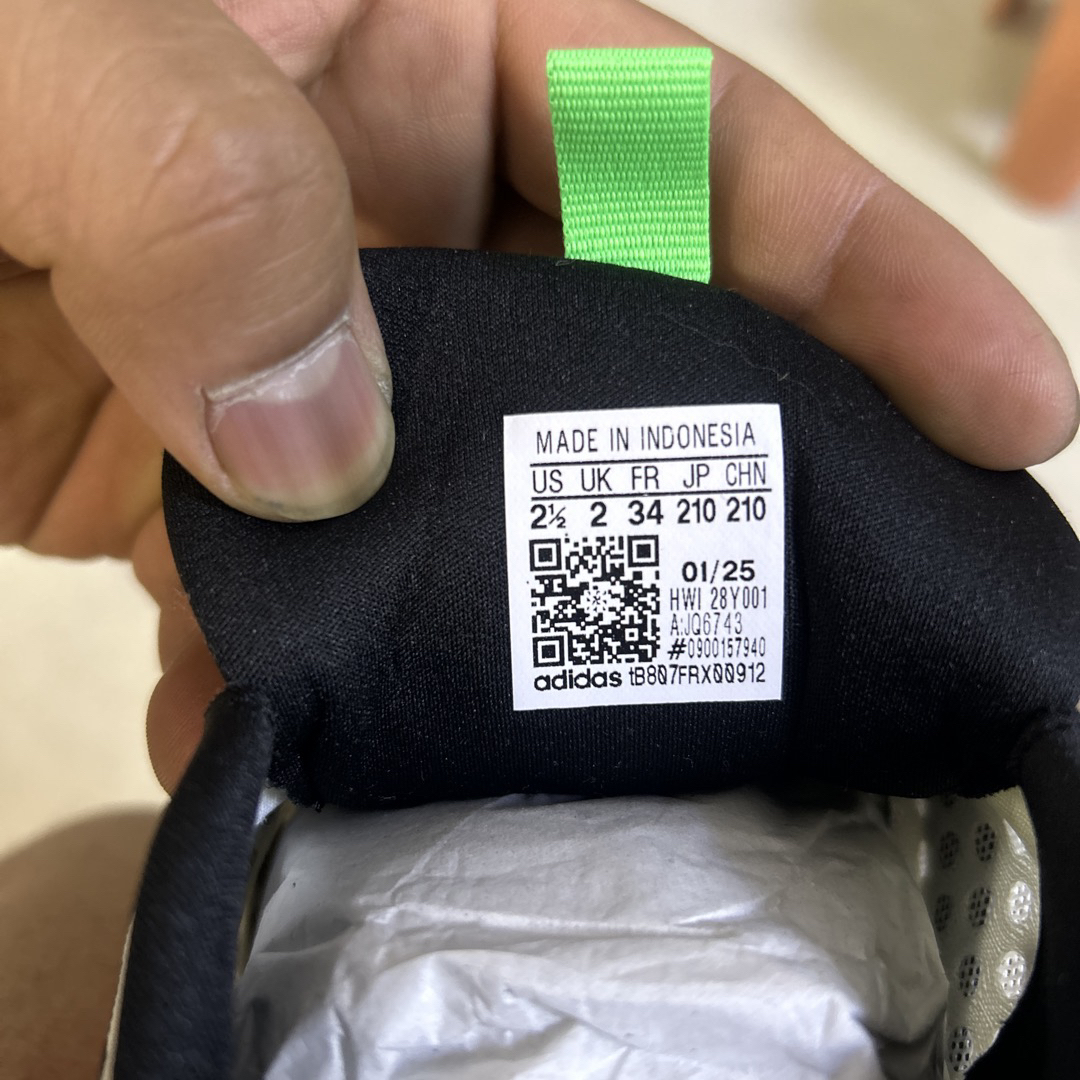 MADE IN INDONESIA
US UK FR JP CHN
2½ 2 34 210 210
01/25
HWI 28Y001
A:JQ6743
#0900157940
adidas tB807FRX00912